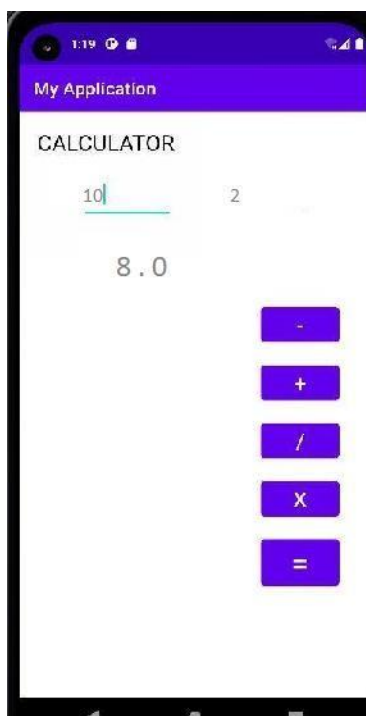 1:19
My Application
CALCULATOR
10 2
8.0
-
+
/
X
=